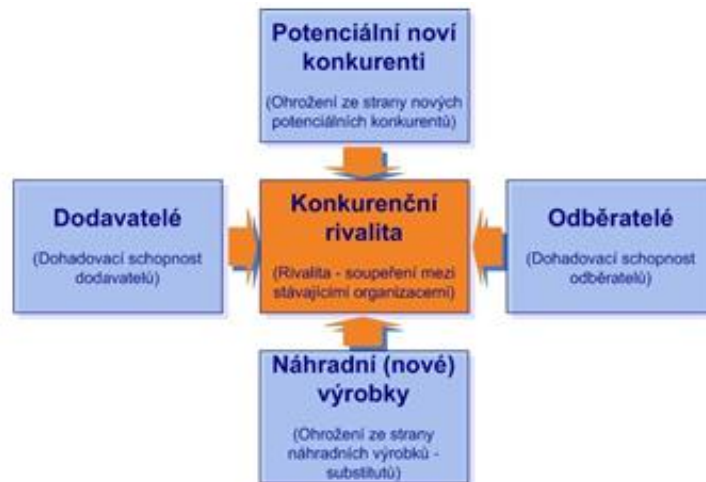 Potenciální noví
konkurenti
(Ohrožení ze strany nových
potenciálních konkurentů)
Dodavatelé
(Dohadovací schopnost
dodavatelů)
Konkurenční
rivalita
(Rivalita - soupeření mezi
stávajícími organizacemi)
Odběratelé
(Dohadovací schopnost
odběratelů)
Náhradní (nové)
výrobky
(Ohrožení ze strany
náhradních výrobků -
substitutů)